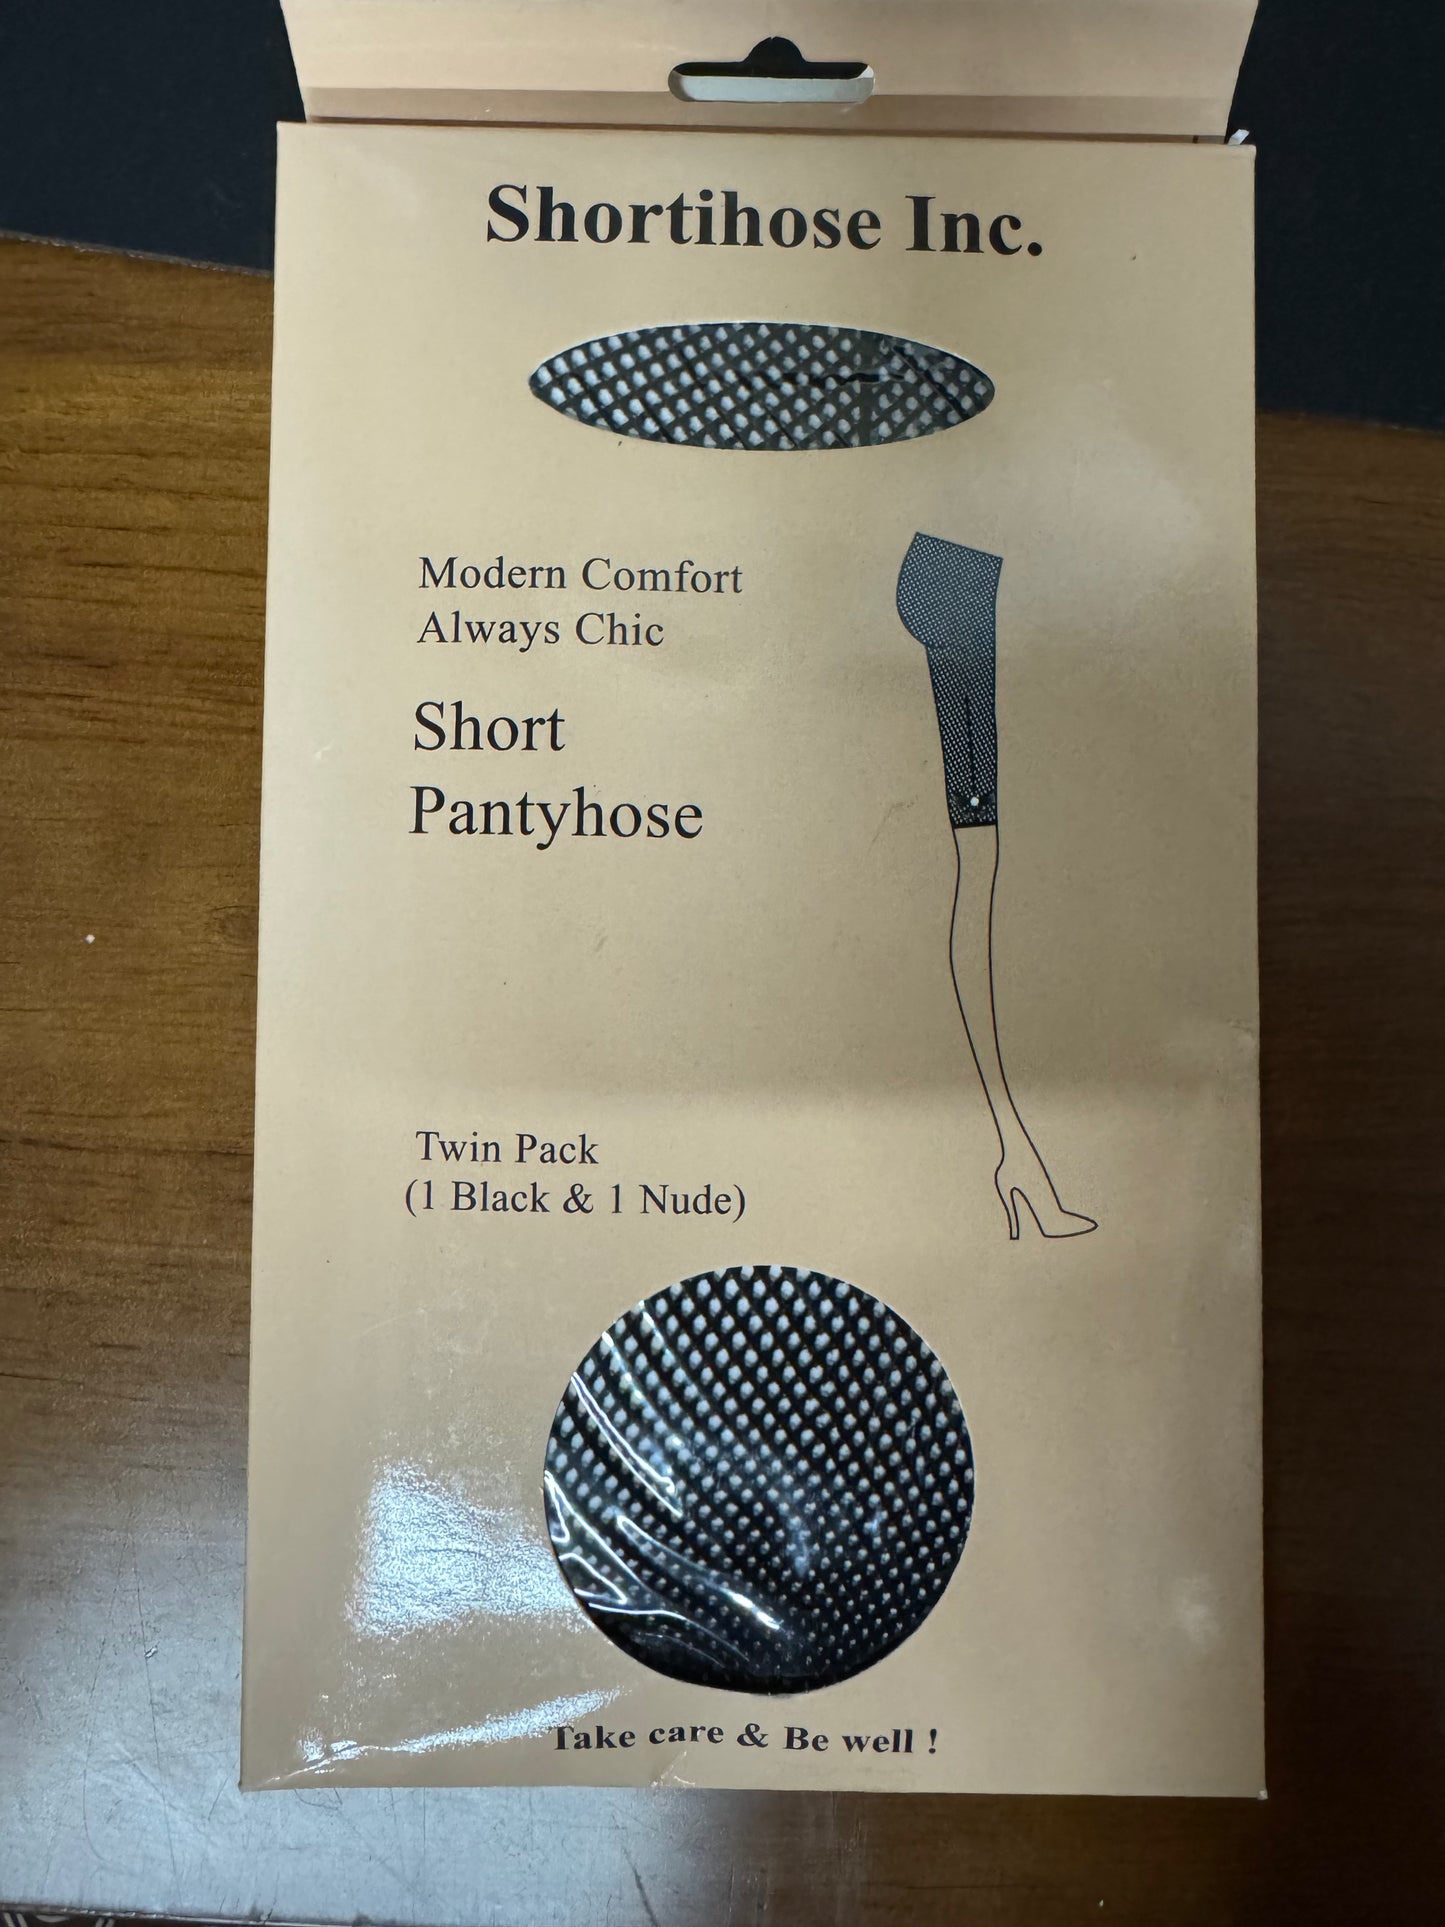 Shortihose Inc.
Modern Comfort
Always Chic
Short
Pantyhose
Twin Pack
(1 Black & 1 Nude)
Take care & Be well !